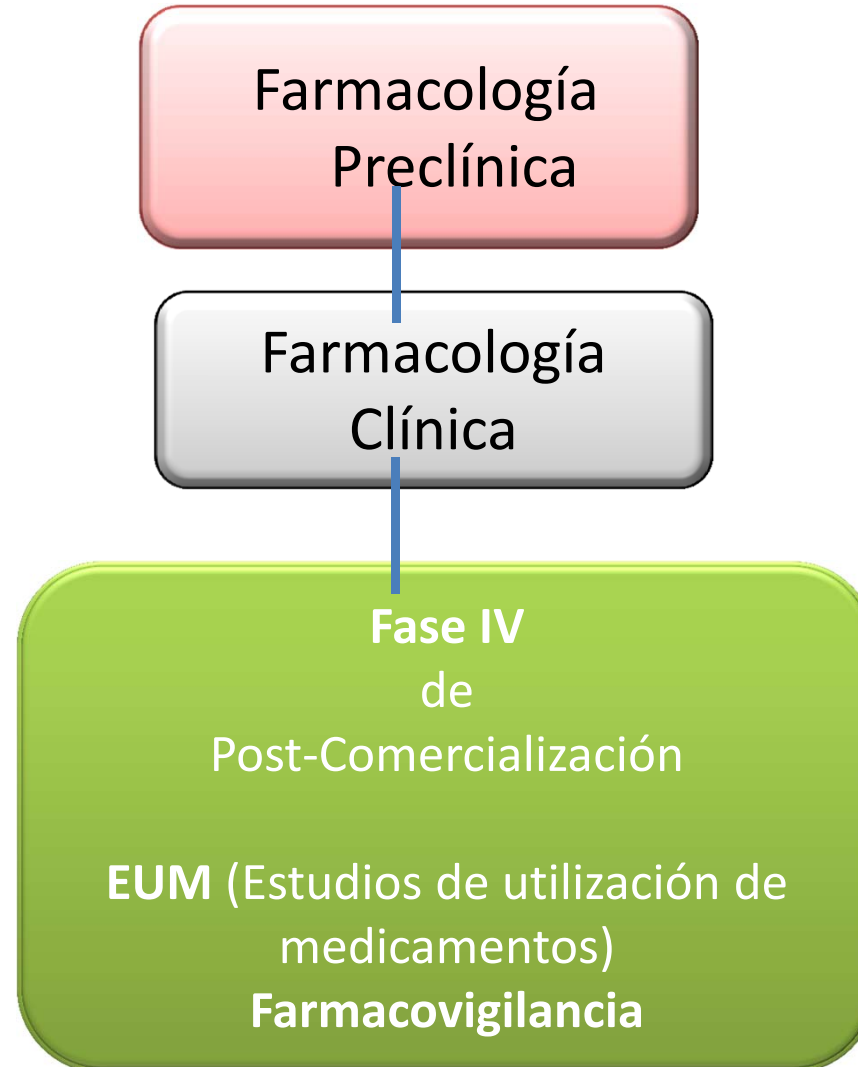 Farmacología
Preclínica
Farmacología
Clínica
Fase IV
de
Post-Comercialización
EUM (Estudios de utilización de
medicamentos)
Farmacovigilancia